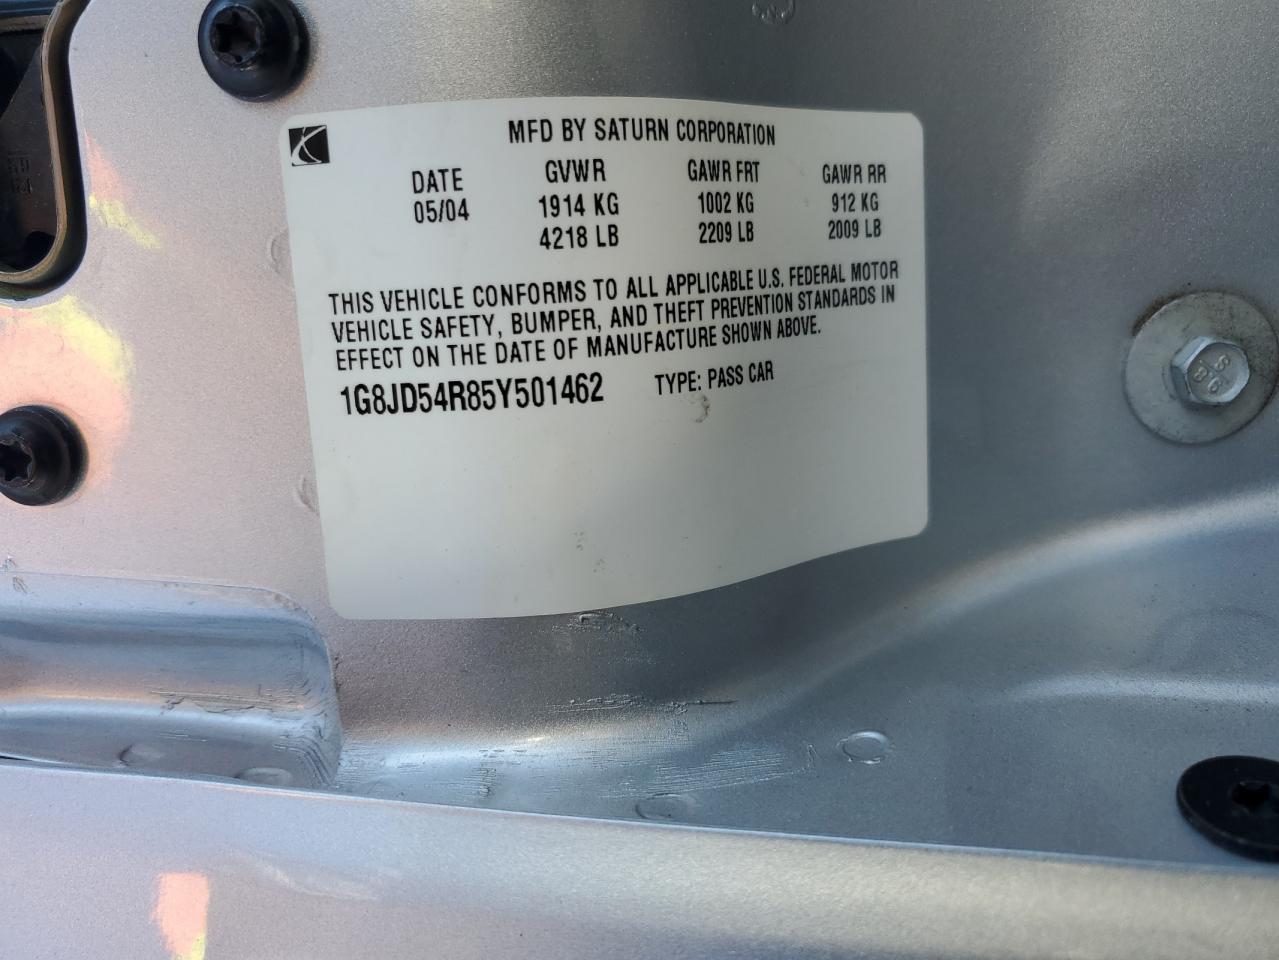 MFD BY SATURN CORPORATION
DATE GVWR GAWR FRT GAWR RR
05/04 1914 KG 1002 KG 912 KG
4218 LB 2209 LB 2009 LB
THIS VEHICLE CONFORMS TO ALL APPLICABLE U.S. FEDERAL MOTOR
VEHICLE SAFETY, BUMPER, AND THEFT PREVENTION STANDARDS IN
EFFECT ON THE DATE OF MANUFACTURE SHOWN ABOVE.
1G8JD54R85Y501462 TYPE: PASS CAR